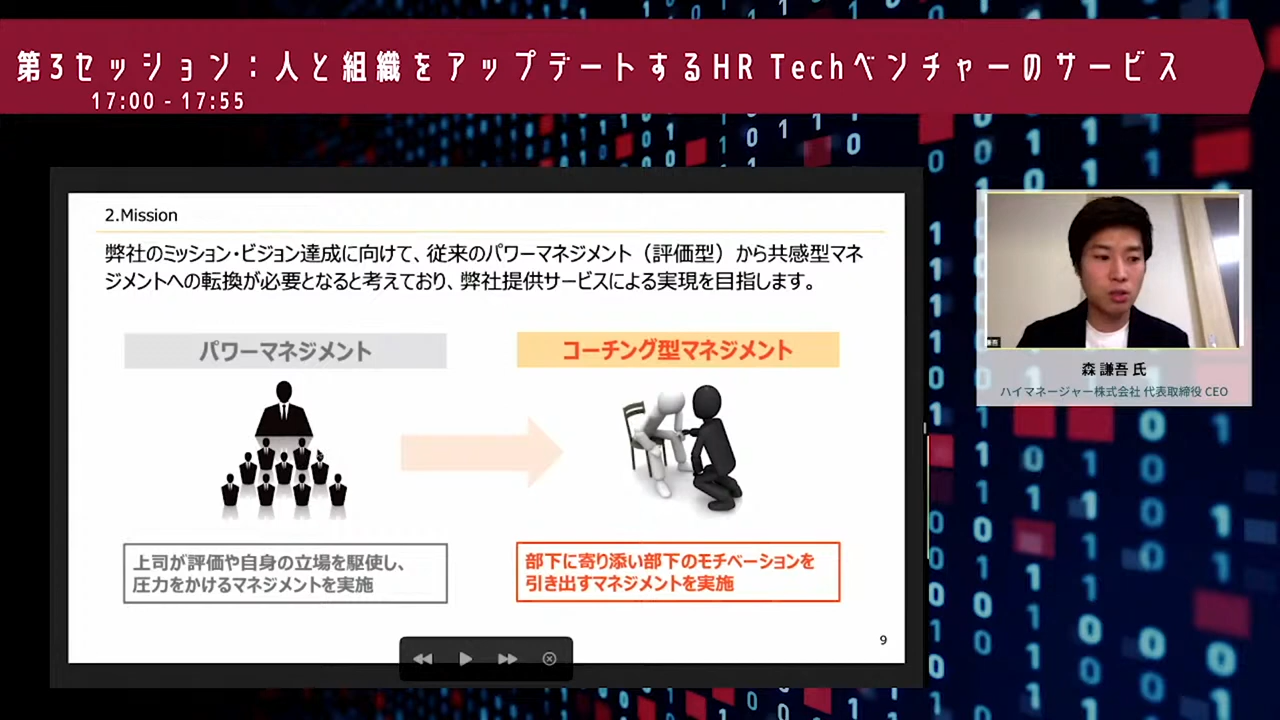 第3セッション：人と組織をアップデートするHR Techベンチャーのサービス
17:00 - 17:55
2.Mission
弊社のミッション・ビジョン達成に向けて、従来のパワーマネジメント（評価型）から共感型マネ
ジメントへの転換が必要となると考えており、弊社提供サービスによる実現を目指します。
パワーマネジメント
コーチング型マネジメント
上司が評価や自身の立場を駆使し、
圧力をかけるマネジメントを実施
部下に寄り添い部下のモチベーションを
引き出すマネジメントを実施
9
森 謙吾 氏
ハイマネージャー株式会社 代表取締役 CEO